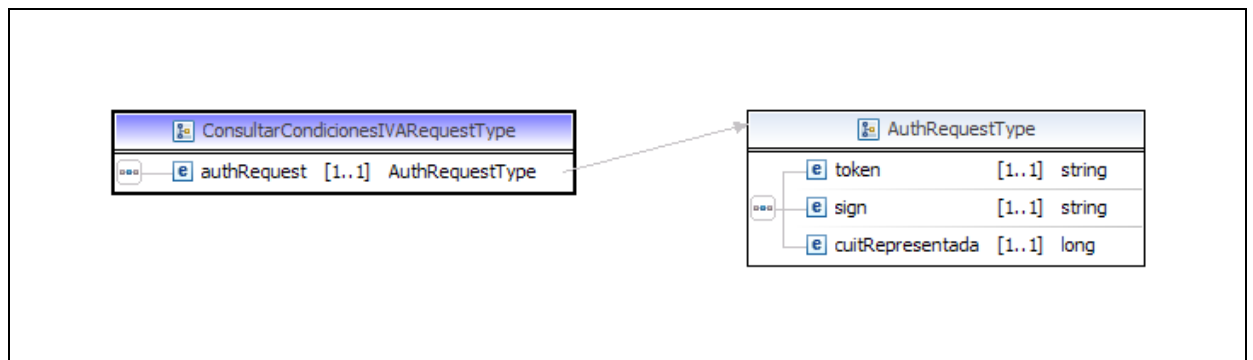 ConsultarCondicionesIVARequestType
authRequest [1..1] AuthRequestType
AuthRequestType
token [1..1] string
sign [1..1] string
cuitRepresentada [1..1] long